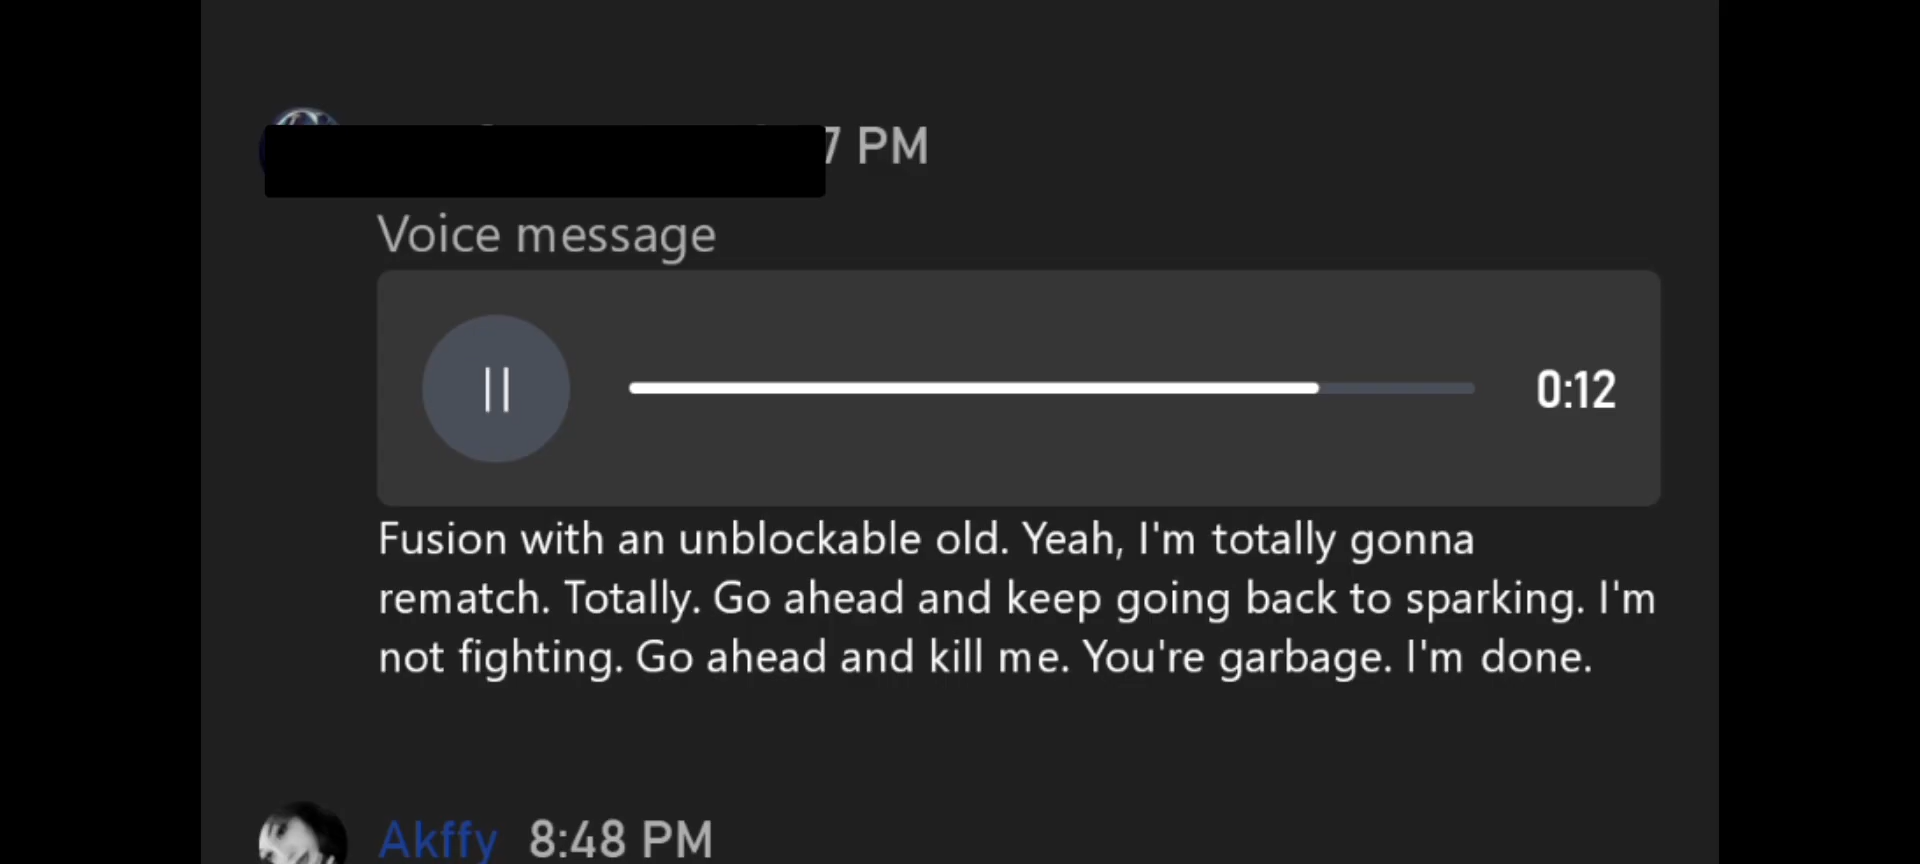 7 PM
Voice message
0:12
Fusion with an unblockable old. Yeah, I'm totally gonna
rematch. Totally. Go ahead and keep going back to sparking. I'm
not fighting. Go ahead and kill me. You're garbage. I'm done.
Akffy 8:48 PM